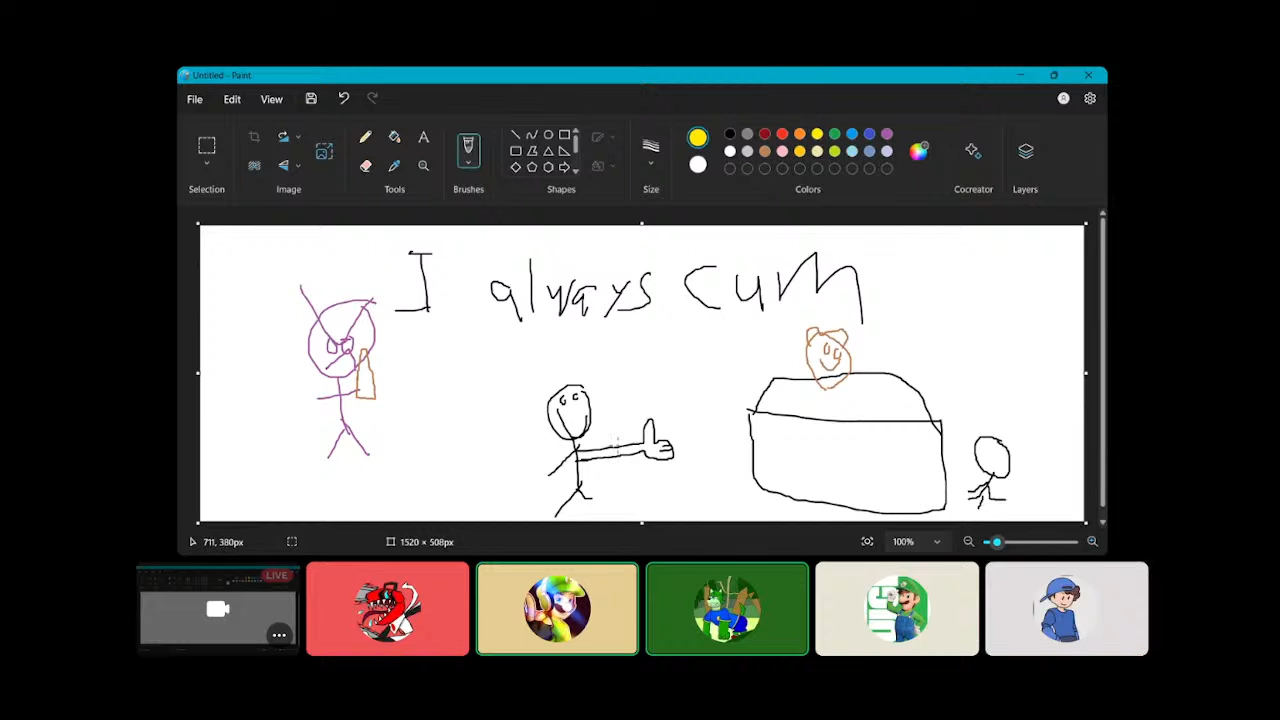 Untitled - Paint
File Edit View
Selection Image Tools Brushes Shapes Size Colors Cocreator Layers
I always cum
711, 380px 1520 × 508px 100%
LIVE